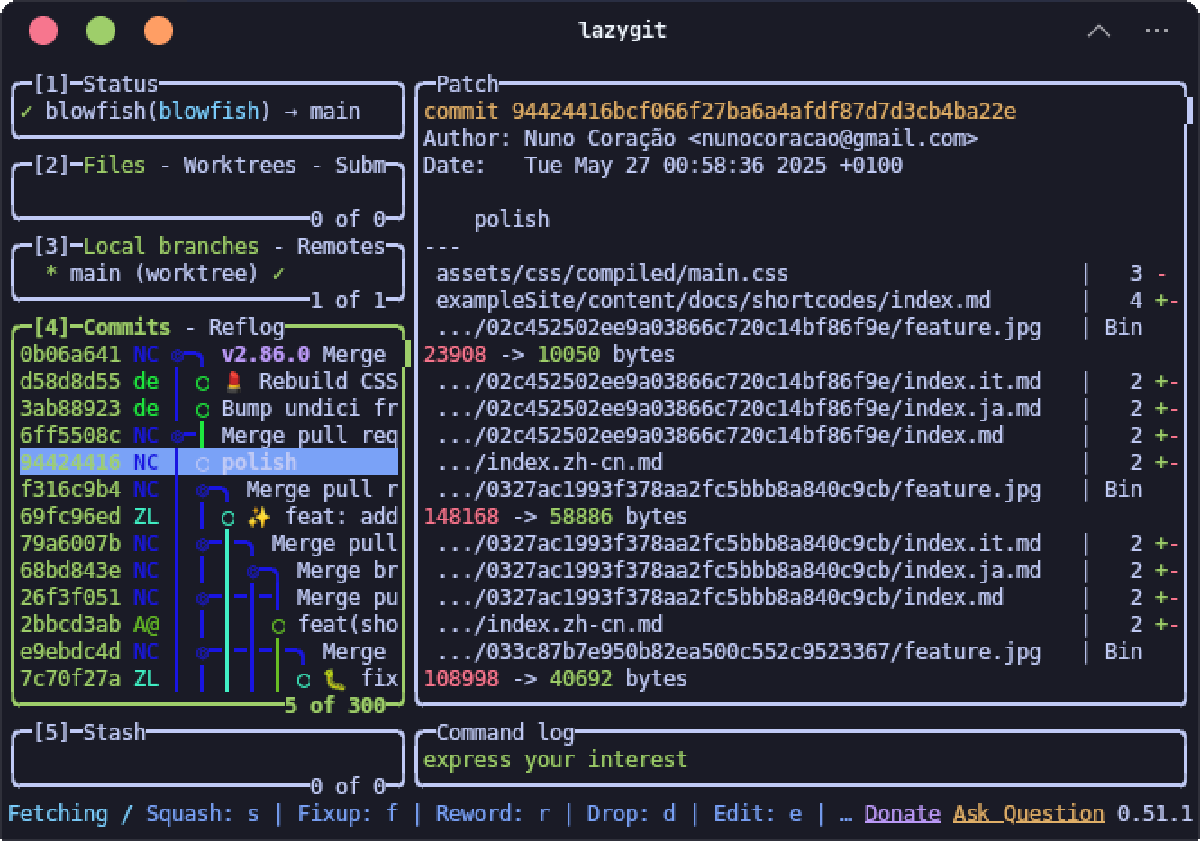 lazygit
[1]─Status
✓ blowfish(blowfish) → main
[2]─Files - Worktrees - Subm
0 of 0
[3]─Local branches - Remotes
* main (worktree) ✓
1 of 1
[4]─Commits - Reflog
0b06a641 NC v2.86.0 Merge
d58d8d55 de 💄 Rebuild CSS
3ab88923 de Bump undici fr
6ff5508c NC Merge pull req
94424416 NC polish
f316c9b4 NC Merge pull r
69fc96ed ZL ✨ feat: add
79a6007b NC Merge pull
68bd843e NC Merge br
26f3f051 NC Merge pu
2bbcd3ab A@ feat(sho
e9ebdc4d NC Merge
7c70f27a ZL 🐛 fix
5 of 300
[5]─Stash
0 of 0
Patch
commit 94424416bcf066f27ba6a4afdf87d7d3cb4ba22e
Author: Nuno Coração <nunocoracao@gmail.com>
Date:   Tue May 27 00:58:36 2025 +0100
polish
---
assets/css/compiled/main.css | 3 -
exampleSite/content/docs/shortcodes/index.md | 4 +-
.../02c452502ee9a03866c720c14bf86f9e/feature.jpg | Bin
23908 -> 10050 bytes
.../02c452502ee9a03866c720c14bf86f9e/index.it.md | 2 +-
.../02c452502ee9a03866c720c14bf86f9e/index.ja.md | 2 +-
.../02c452502ee9a03866c720c14bf86f9e/index.md | 2 +-
.../index.zh-cn.md | 2 +-
.../0327ac1993f378aa2fc5bbb8a840c9cb/feature.jpg | Bin
148168 -> 58886 bytes
.../0327ac1993f378aa2fc5bbb8a840c9cb/index.it.md | 2 +-
.../0327ac1993f378aa2fc5bbb8a840c9cb/index.ja.md | 2 +-
.../0327ac1993f378aa2fc5bbb8a840c9cb/index.md | 2 +-
.../index.zh-cn.md | 2 +-
.../033c87b7e950b82ea500c552c9523367/feature.jpg | Bin
108998 -> 40692 bytes
Command log
express your interest
Fetching / Squash: s | Fixup: f | Reword: r | Drop: d | Edit: e | … Donate Ask Question 0.51.1